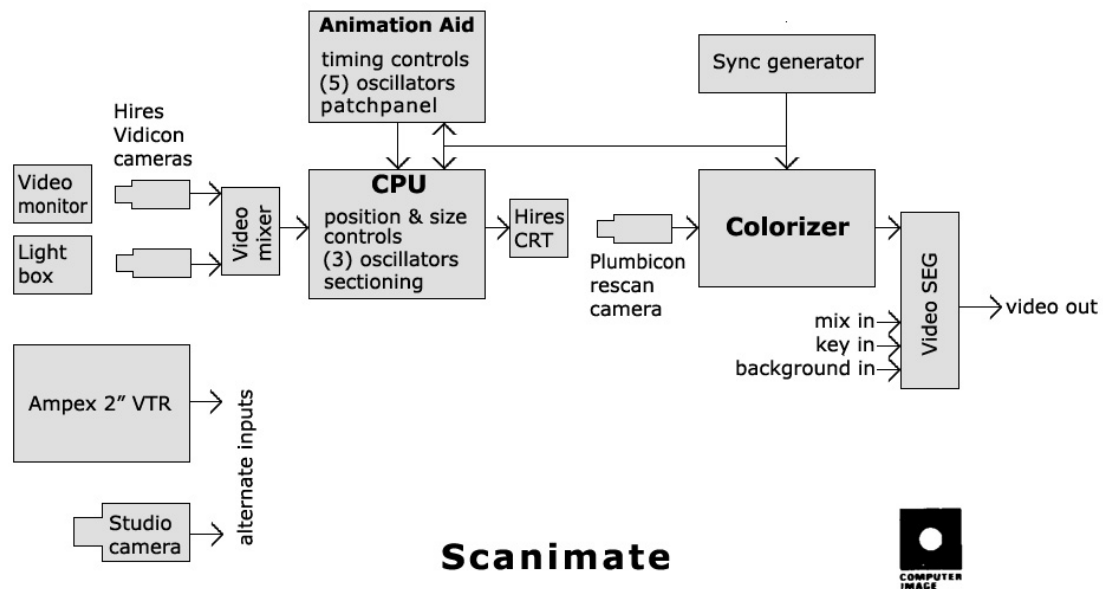 Animation Aid
timing controls
(5) oscillators
patchpanel
Sync generator
Hires
Vidicon
cameras
Video
monitor
Light
box
Video
mixer
CPU
position & size
controls
(3) oscillators
sectioning
Hires
CRT
Plumbicon
rescan
camera
Colorizer
Video SEG
mix in
key in
background in
video out
Ampex 2” VTR
Studio
camera
alternate inputs
Scanimate
COMPUTER
IMAGE